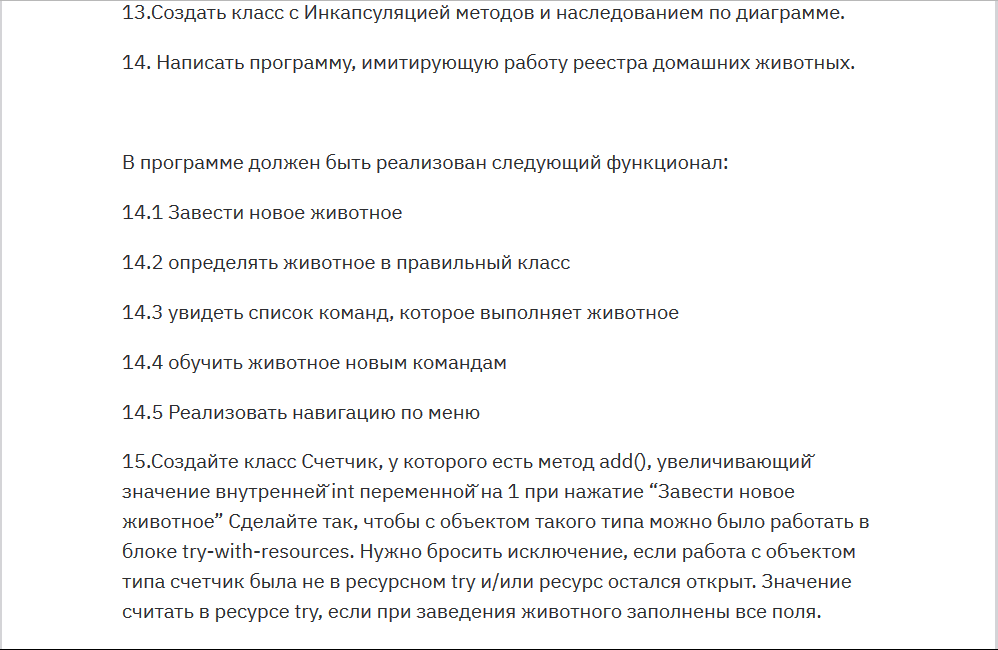 13.Создать класс с Инкапсуляцией методов и наследованием по диаграмме.
14. Написать программу, имитирующую работу реестра домашних животных.
В программе должен быть реализован следующий функционал:
14.1 Завести новое животное
14.2 определять животное в правильный класс
14.3 увидеть список команд, которое выполняет животное
14.4 обучить животное новым командам
14.5 Реализовать навигацию по меню
15.Создайте класс Счетчик, у которого есть метод add(), увеличивающий
значение внутренней int переменной на 1 при нажатие “Завести новое
животное” Сделайте так, чтобы с объектом такого типа можно было работать в
блоке try-with-resources. Нужно бросить исключение, если работа с объектом
типа счетчик была не в ресурсном try и/или ресурс остался открыт. Значение
считать в ресурсе try, если при заведения животного заполнены все поля.